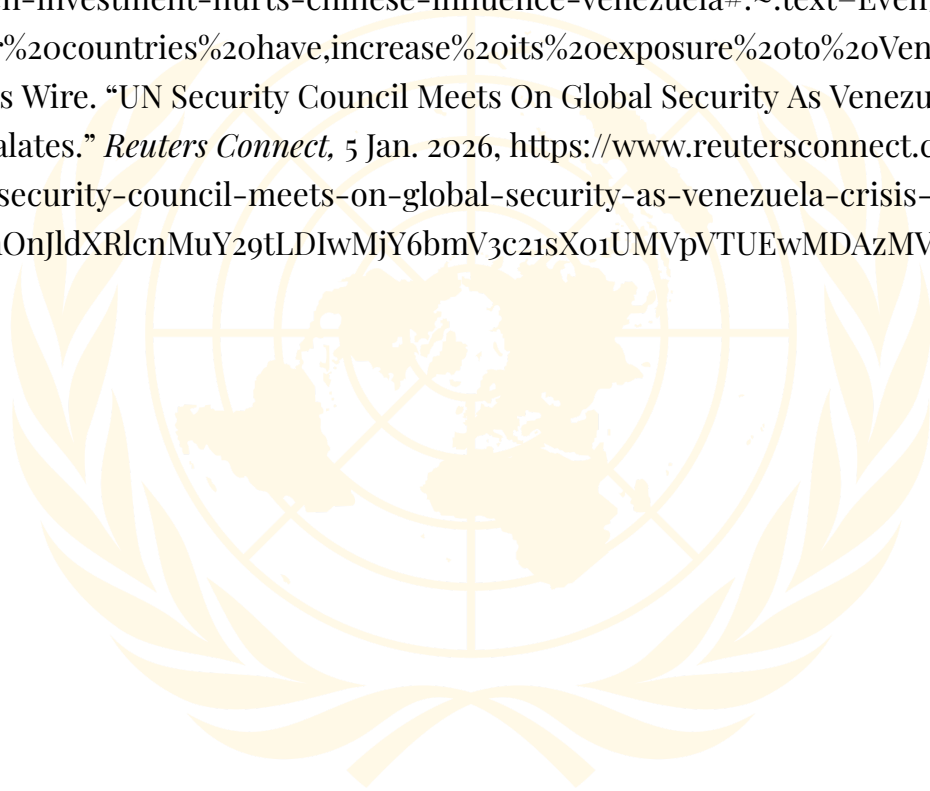 n-investment-hurts-chinese-influence-venezuela#:~:text=Even
r%20countries%20have,increase%20its%20exposure%20to%20Ven
s Wire. “UN Security Council Meets On Global Security As Venezu
alates.” Reuters Connect, 5 Jan. 2026, https://www.reutersconnect.c
security-council-meets-on-global-security-as-venezuela-crisis-
OnJldXRlcnMuY29tLDIwMjY6bmV3c21sX01UMVpVTUEwMDAzMV